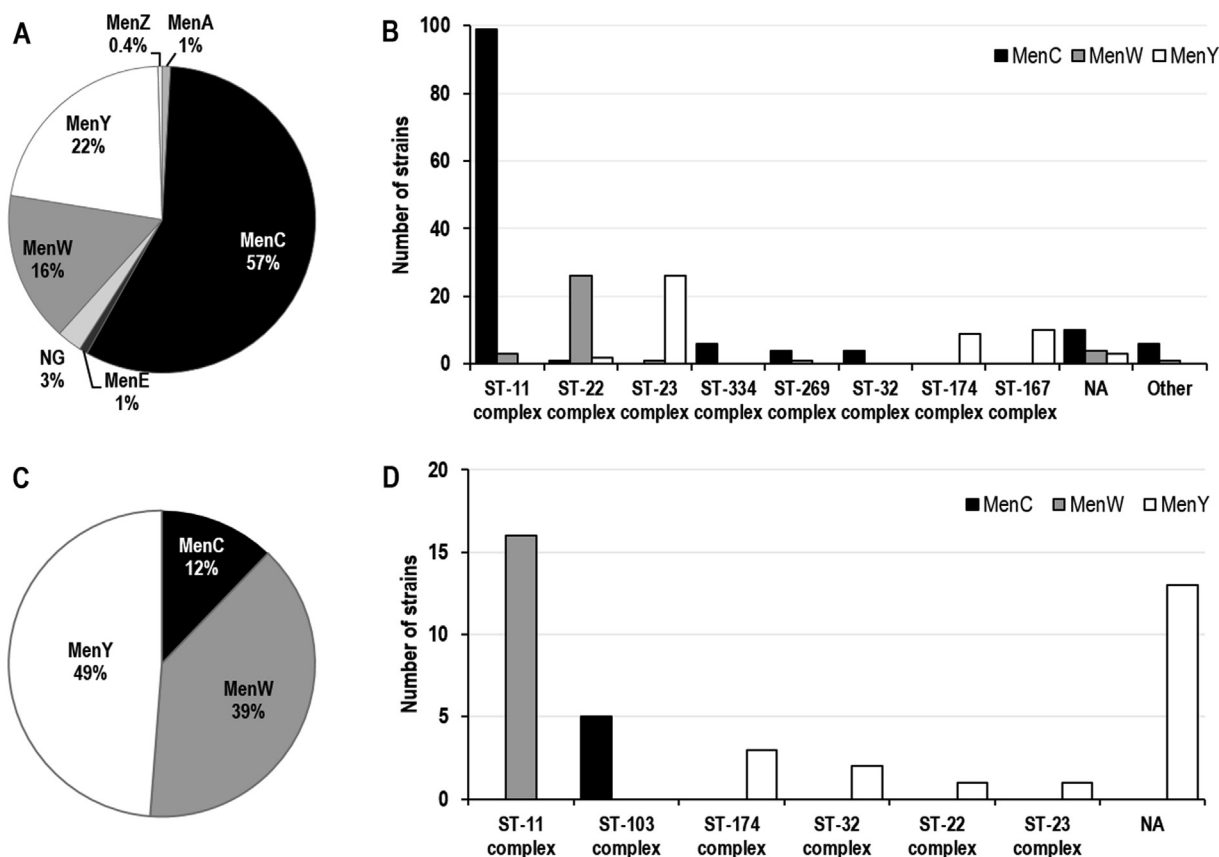 A
MenZ
0.4%
MenA
1%
MenY
22%
MenC
57%
MenW
16%
NG
3%
MenE
1%
B
MenC MenW MenY
Number of strains
100
80
60
40
20
0
ST-11 ST-22 ST-23 ST-334 ST-269 ST-32 ST-174 ST-167 NA Other
complex complex complex complex complex complex complex complex
C
MenC
12%
MenY
49%
MenW
39%
D
MenC MenW MenY
Number of strains
20
15
10
5
0
ST-11 ST-103 ST-174 ST-32 ST-22 ST-23 NA
complex complex complex complex complex complex